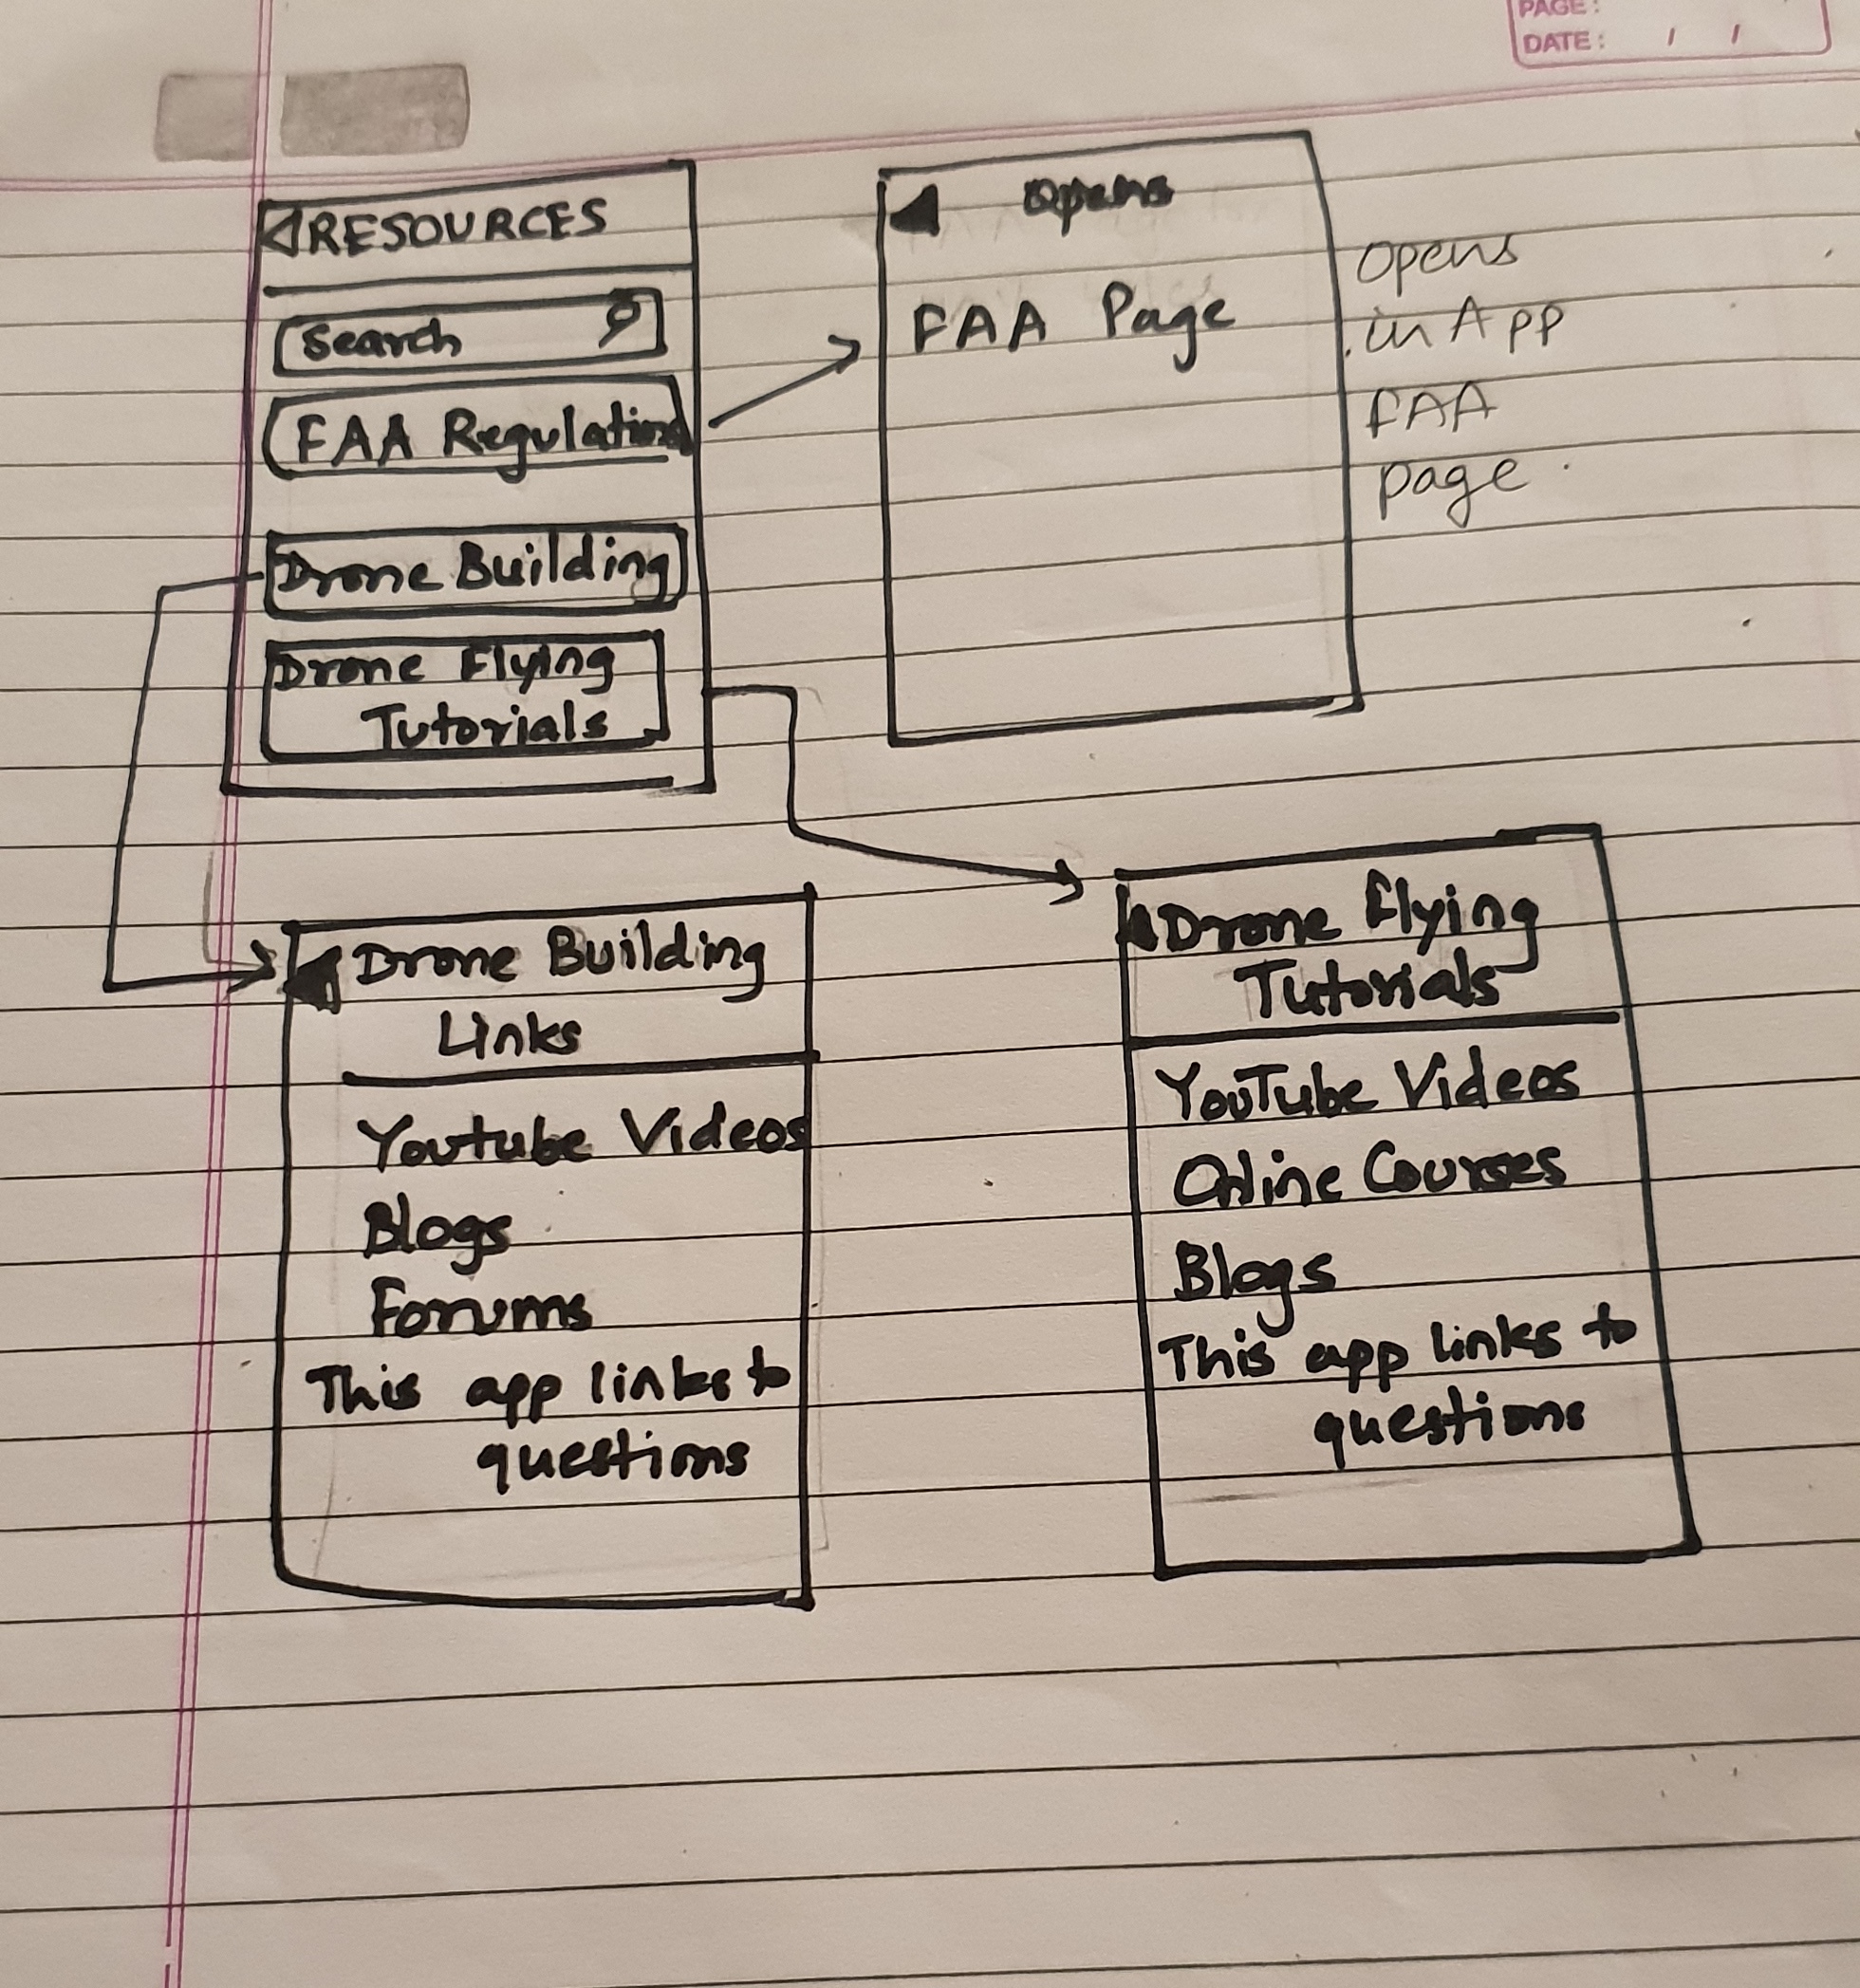 PAGE:
DATE: / /
RESOURCES
Search
FAA Regulation
Drone Building
Drone Flying
Tutorials
Opens
FAA Page
opens
in App
FAA
page.
Drone Building
Links
Youtube Videos
Blogs
Forums
This app links to
questions
Drone Flying
Tutorials
YouTube Videos
Online Courses
Blogs
This app links to
questions